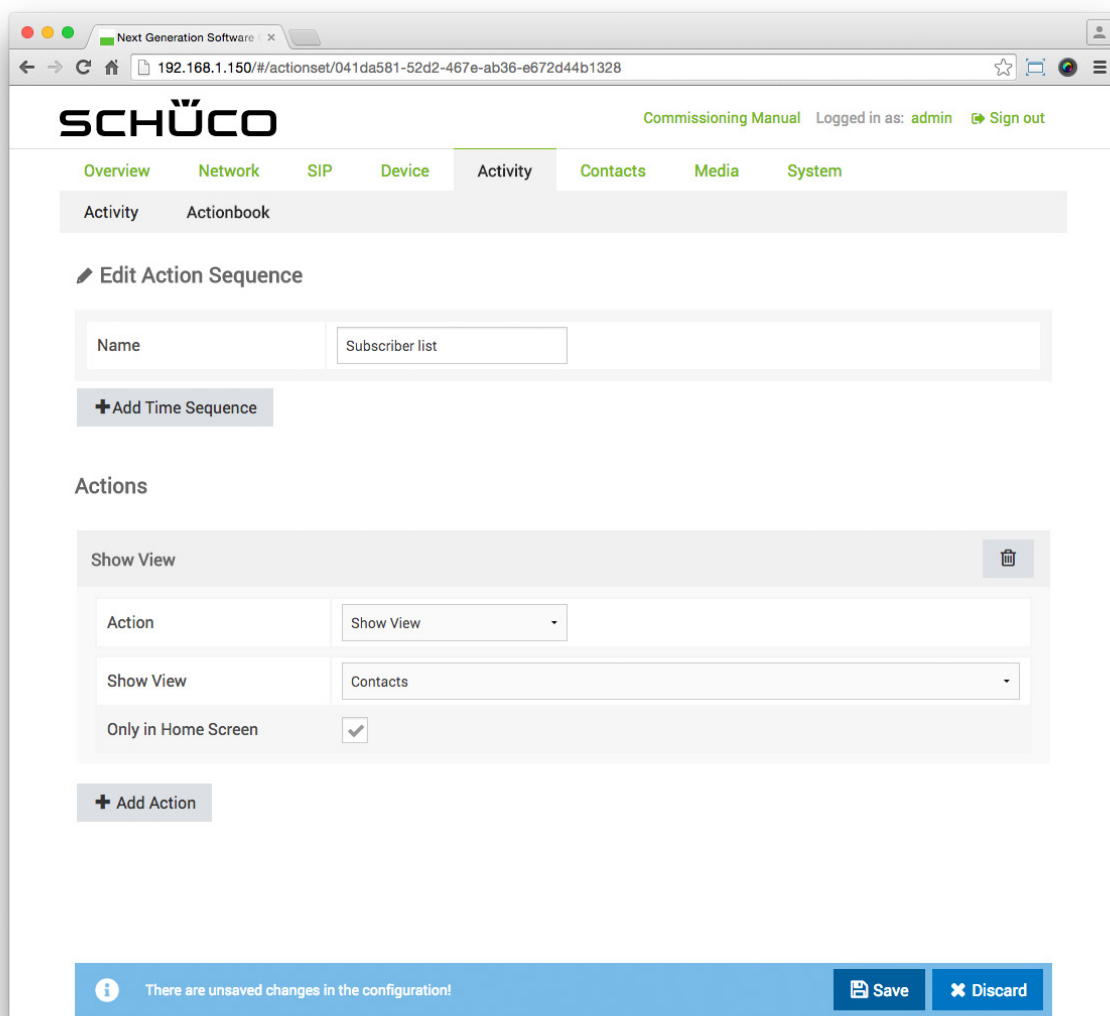 Next Generation Software
192.168.1.150/#/actionset/041da581-52d2-467e-ab36-e672d44b1328
SCHÜCO
Commissioning Manual Logged in as: admin Sign out
Overview Network SIP Device Activity Contacts Media System
Activity Actionbook
Edit Action Sequence
Name Subscriber list
Add Time Sequence
Actions
Show View
Action Show View
Show View Contacts
Only in Home Screen
Add Action
There are unsaved changes in the configuration! Save Discard